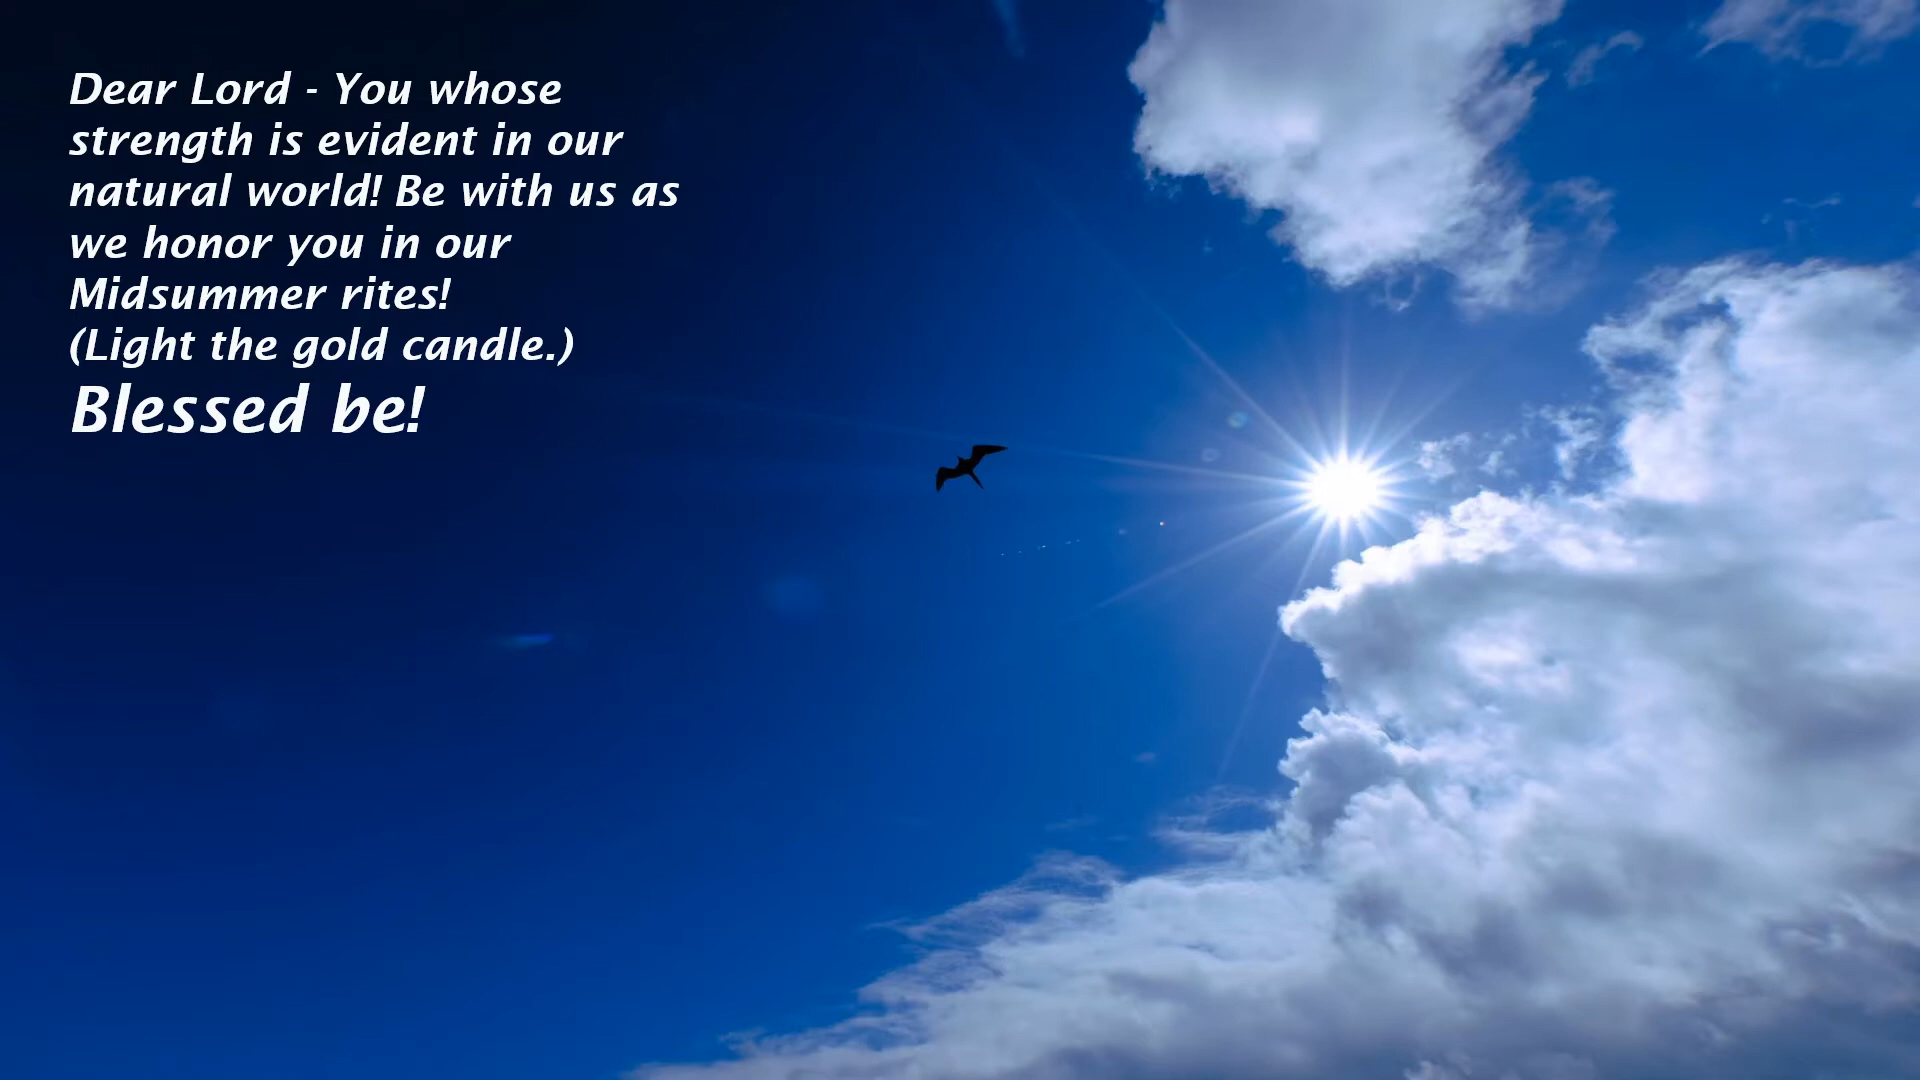 Dear Lord - You whose
strength is evident in our
natural world! Be with us as
we honor you in our
Midsummer rites!
(Light the gold candle.)
Blessed be!